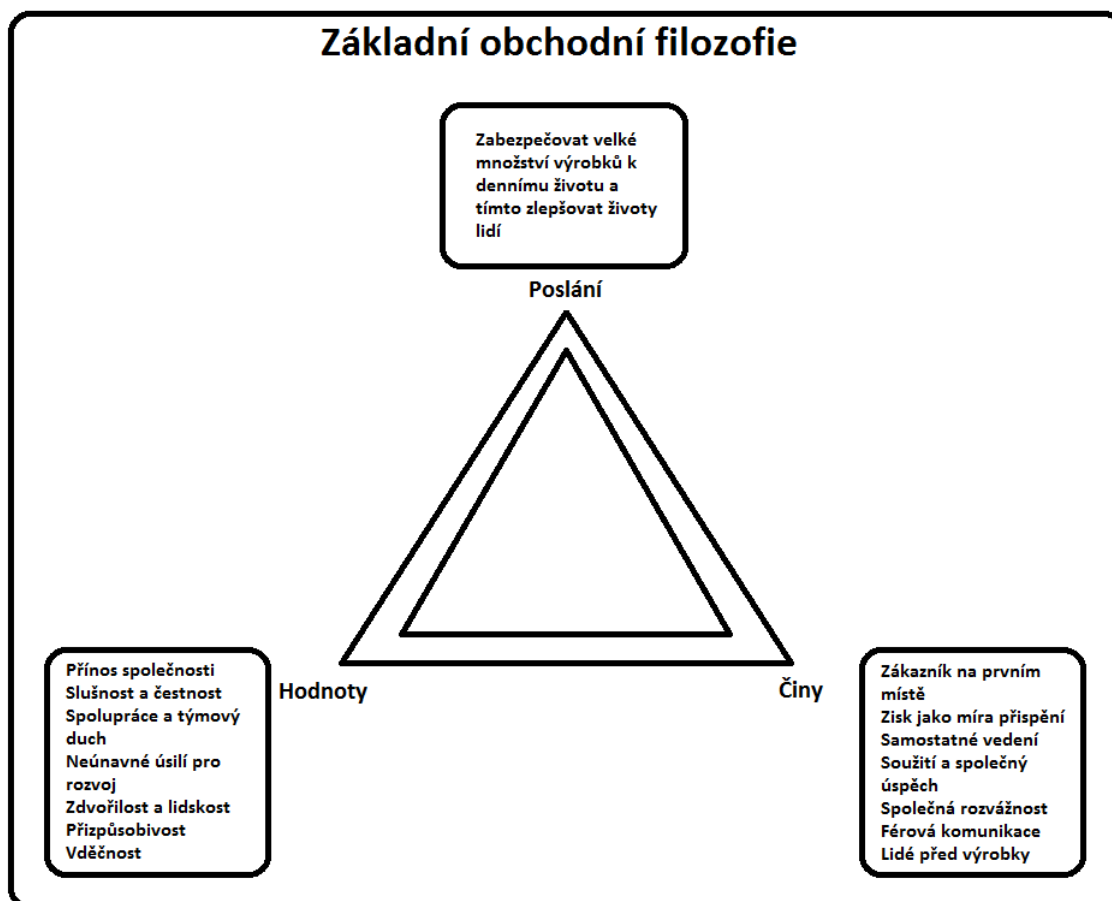 Základní obchodní filozofie
Zabezpečovat velké
množství výrobků k
dennímu životu a
tímto zlepšovat životy
lidí
Poslání
Přínos společnosti
Slušnost a čestnost
Spolupráce a týmový
duch
Neúnavné úsilí pro
rozvoj
Zdvořilost a lidskost
Přizpůsobivost
Vděčnost
Hodnoty
Činy
Zákazník na prvním
místě
Zisk jako míra přispění
Samostatné vedení
Soužití a společný
úspěch
Společná rozvážnost
Férová komunikace
Lidé před výrobky